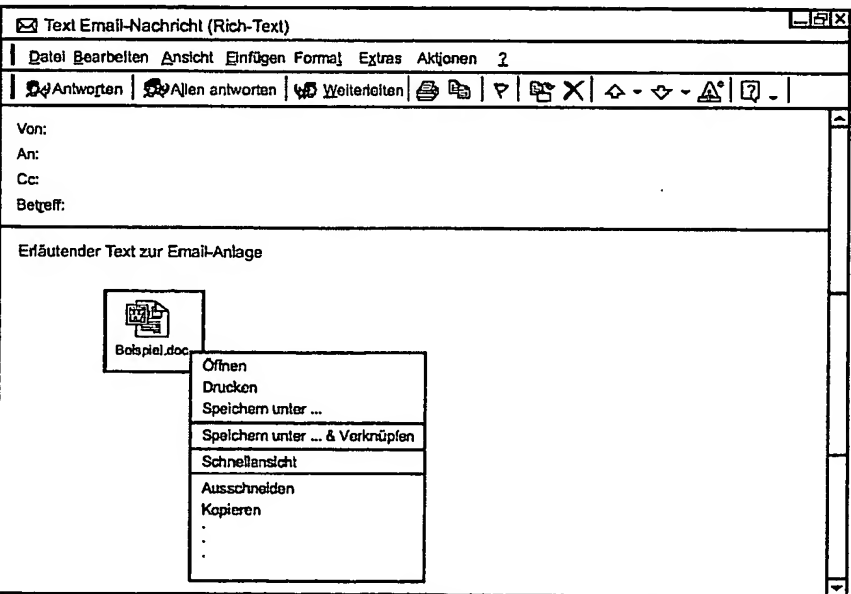 Text Email-Nachricht (Rich-Text)
Datei Bearbeiten Ansicht Einfügen Format Extras Aktionen ?
Antworten Allen antworten Weiterleiten
Von:
An:
Cc:
Betreff:
Erläutender Text zur Email-Anlage
Beispiel.doc
Öffnen
Drucken
Speichern unter ...
Speichern unter ... & Verknüpfen
Schnellansicht
Ausschneiden
Kopieren
.
.
.